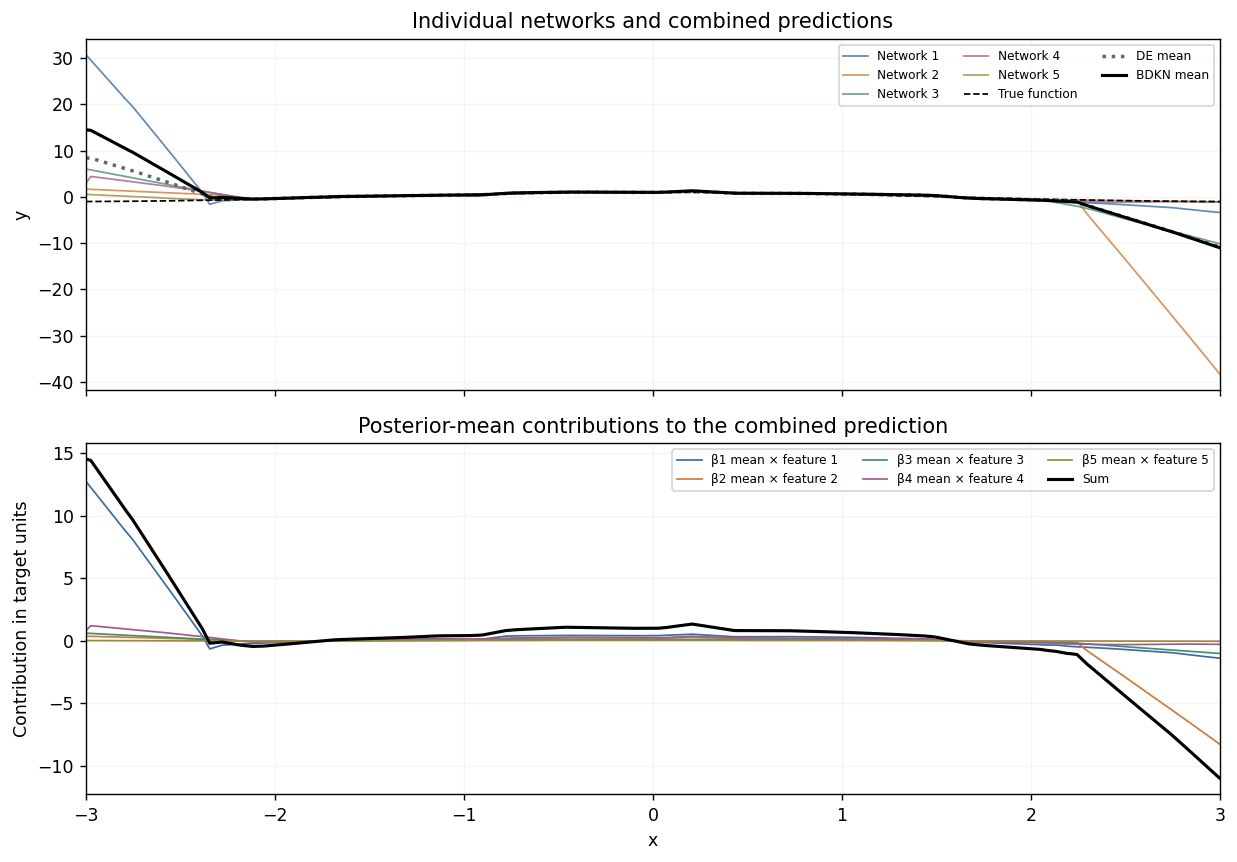 Individual networks and combined predictions
Network 1 Network 4 DE mean
Network 2 Network 5 BDKN mean
Network 3 True function
30
20
10
0
−10
−20
−30
−40
y
Posterior-mean contributions to the combined prediction
β1 mean × feature 1 β3 mean × feature 3 β5 mean × feature 5
β2 mean × feature 2 β4 mean × feature 4 Sum
15
10
5
0
−5
−10
Contribution in target units
−3 −2 −1 0 1 2 3
x